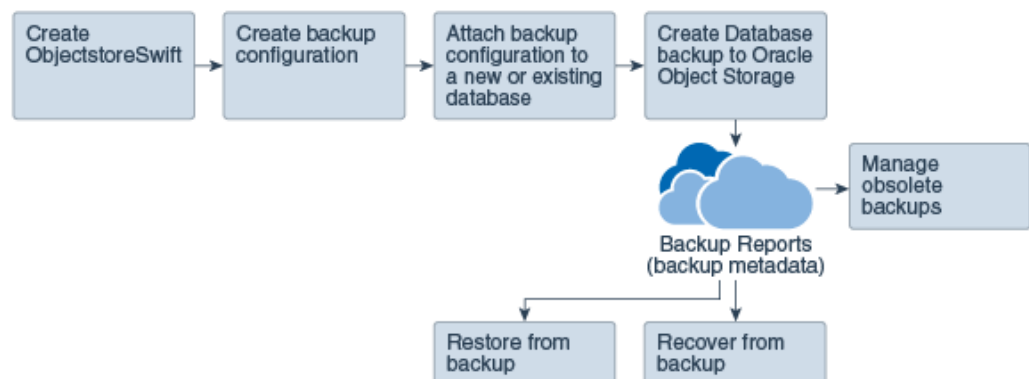 Create
ObjectstoreSwift
Create backup
configuration
Attach backup
configuration to
a new or existing
database
Create Database
backup to Oracle
Object Storage
Manage
obsolete
backups
Backup Reports
(backup metadata)
Restore from
backup
Recover from
backup